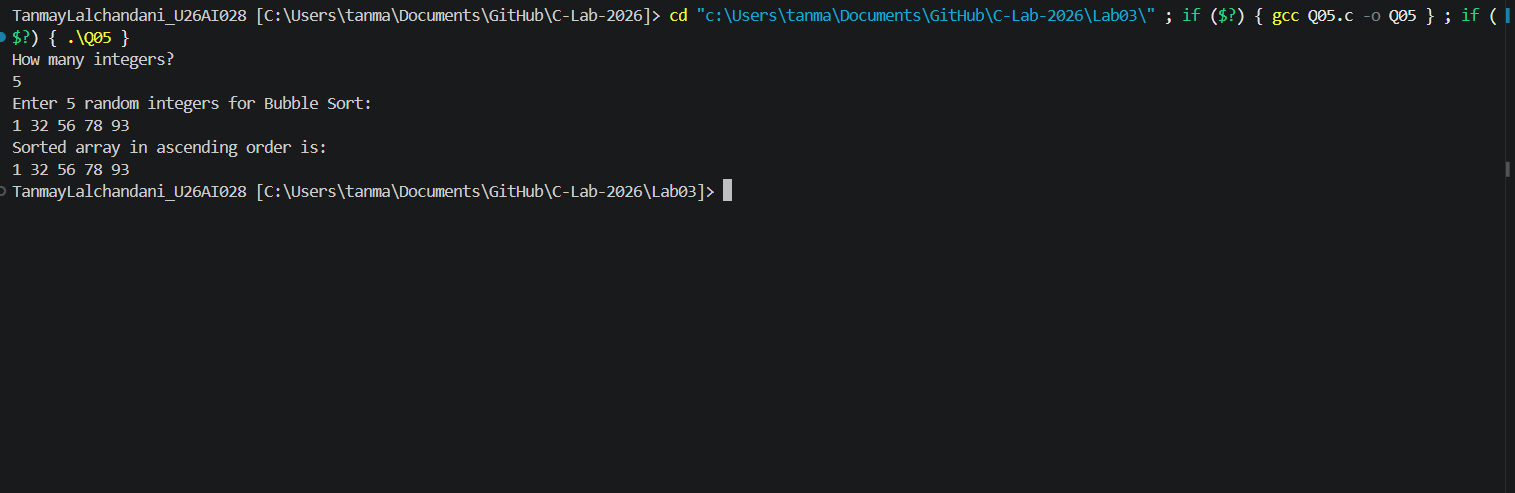 TanmayLalchandani_U26AI028 [C:\Users\tanma\Documents\GitHub\C-Lab-2026]> cd "c:\Users\tanma\Documents\GitHub\C-Lab-2026\Lab03\" ; if ($?) { gcc Q05.c -o Q05 } ; if (
$?) { .\Q05 }
How many integers?
5
Enter 5 random integers for Bubble Sort:
1 32 56 78 93
Sorted array in ascending order is:
1 32 56 78 93
TanmayLalchandani_U26AI028 [C:\Users\tanma\Documents\GitHub\C-Lab-2026\Lab03]>